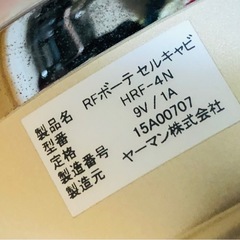 製品名 RFボーテ セルキャビ
型番 HRF-4N
定格 9V / 1A
製造番号 15A00707
製造元 ヤーマン株式会社